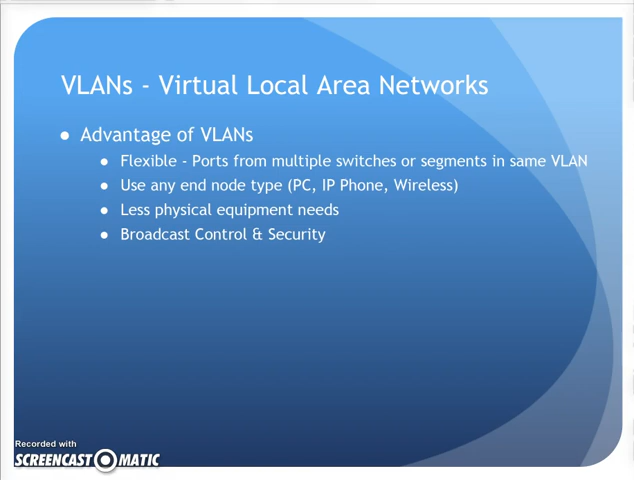 VLANs - Virtual Local Area Networks
● Advantage of VLANs
● Flexible - Ports from multiple switches or segments in same VLAN
● Use any end node type (PC, IP Phone, Wireless)
● Less physical equipment needs
● Broadcast Control & Security
Recorded with
SCREENCAST MATIC